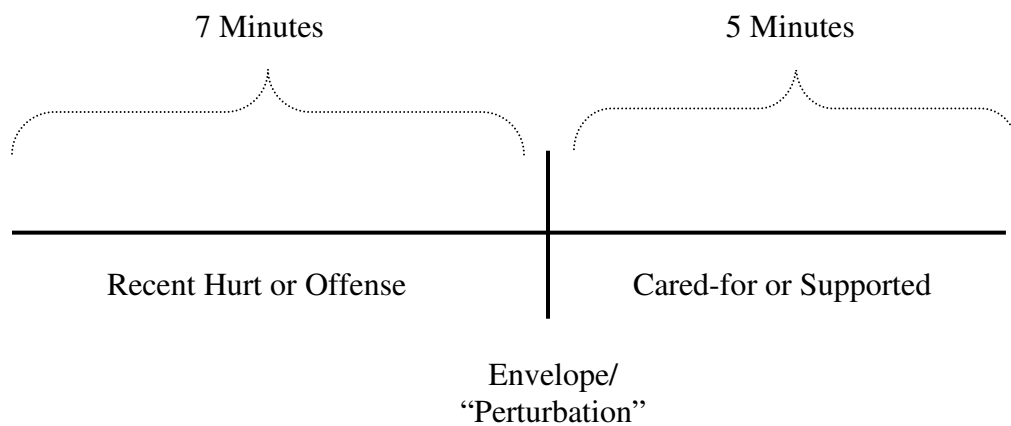 7 Minutes
5 Minutes
Recent Hurt or Offense
Cared-for or Supported
Envelope/
“Perturbation”